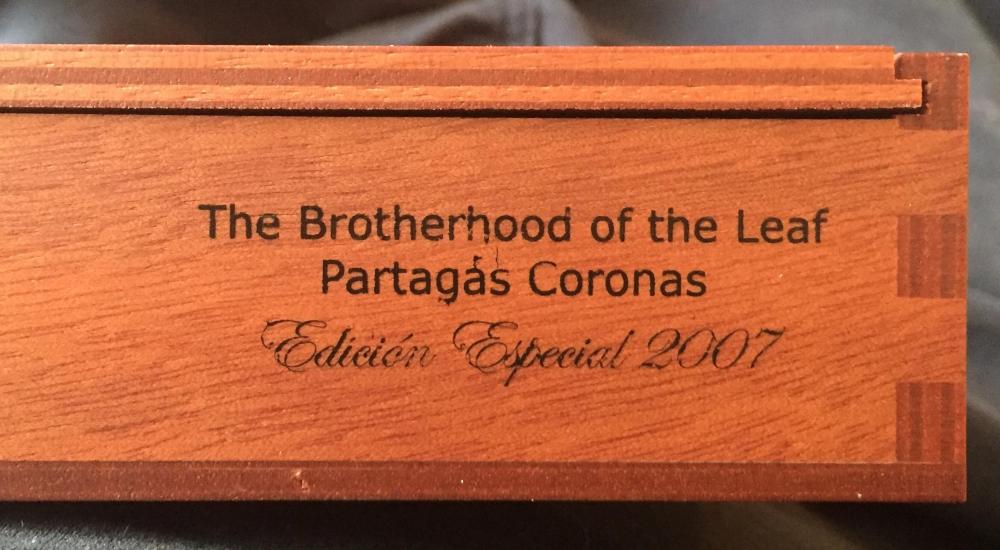 The Brotherhood of the Leaf
Partagás Coronas
Edición Especial 2007